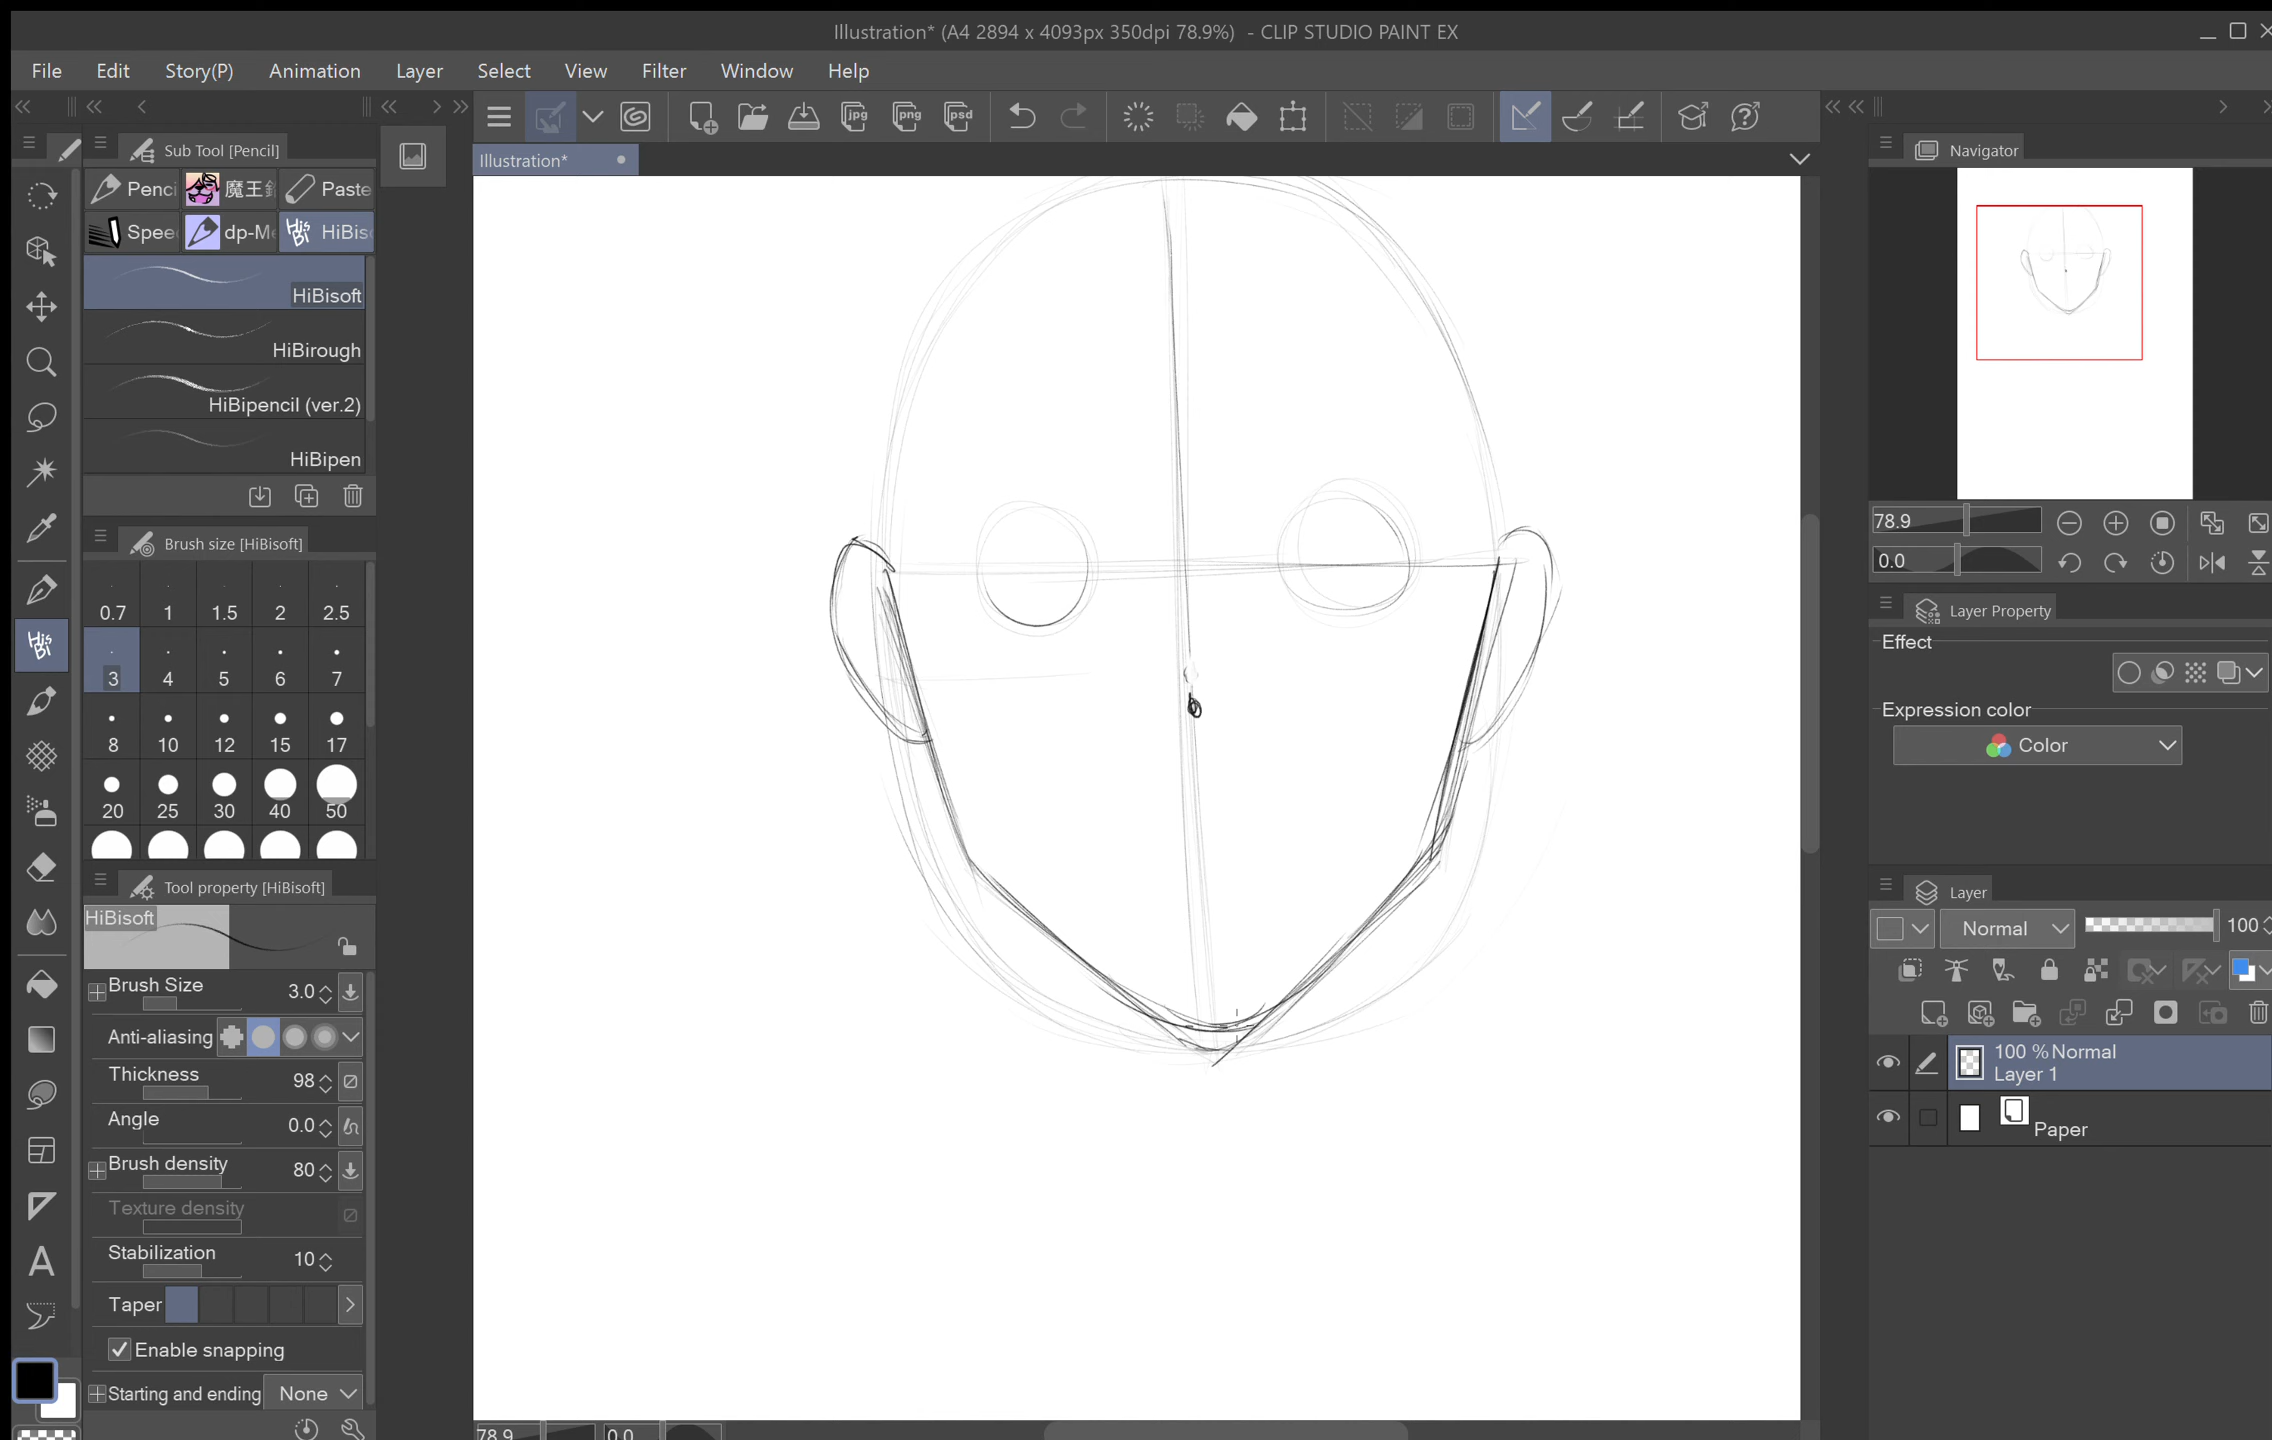 Illustration* (A4 2894 x 4093px 350dpi 78.9%) - CLIP STUDIO PAINT EX
File Edit Story(P) Animation Layer Select View Filter Window Help
jpg png psd
Sub Tool [Pencil]
Illustration*
Navigator
Penci 魔王 Paste
Spee dp-Me HiBis
HiBisoft
HiBirough
HiBipencil (ver.2)
HiBipen
78.9
0.0
Brush size [HiBisoft]
0.7 1 1.5 2 2.5
3 4 5 6 7
8 10 12 15 17
20 25 30 40 50
Layer Property
Effect
Expression color
Color
Tool property [HiBisoft]
HiBisoft
Brush Size 3.0
Anti-aliasing
Thickness 98
Angle 0.0
Brush density 80
Texture density
Stabilization 10
Taper
Enable snapping
Starting and ending None
Layer
Normal 100
100 % Normal
Layer 1
Paper
78.9 0.0